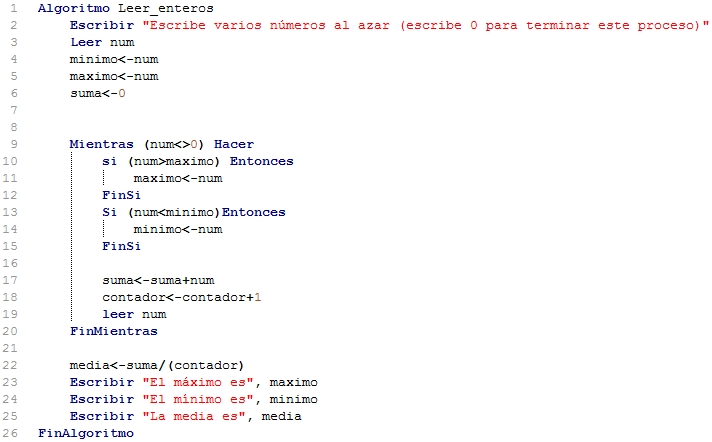 1 Algoritmo Leer_enteros
2 Escribir "Escribe varios números al azar (escribe 0 para terminar este proceso)"
3 Leer num
4 minimo<-num
5 maximo<-num
6 suma<-0
7
8
9 Mientras (num<>0) Hacer
10 si (num>maximo) Entonces
11 maximo<-num
12 FinSi
13 Si (num<minimo)Entonces
14 minimo<-num
15 FinSi
16
17 suma<-suma+num
18 contador<-contador+1
19 leer num
20 FinMientras
21
22 media<-suma/(contador)
23 Escribir "El máximo es", maximo
24 Escribir "El mínimo es", minimo
25 Escribir "La media es", media
26 FinAlgoritmo